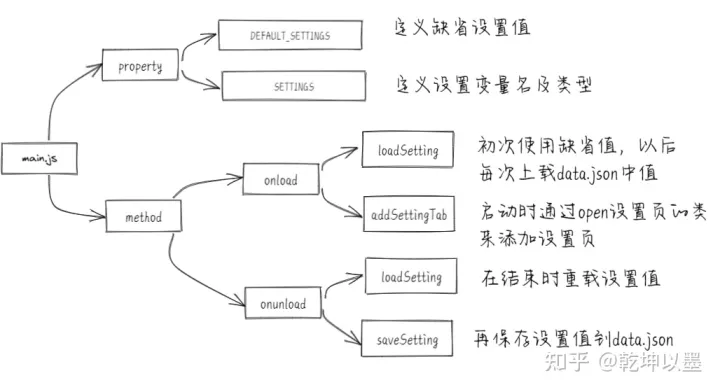 DEFAULT_SETTINGS
定义缺省设置值
property
SETTINGS
定义设置变量名及类型
main.js
loadSetting
初次使用缺省值，以后
每次上载data.json中值
onload
method
addSettingTab
启动时通过open设置页的类
来添加设置页
loadSetting
在结束时重载设置值
onunload
saveSetting
再保存设置值到data.json
知乎 @乾坤以墨